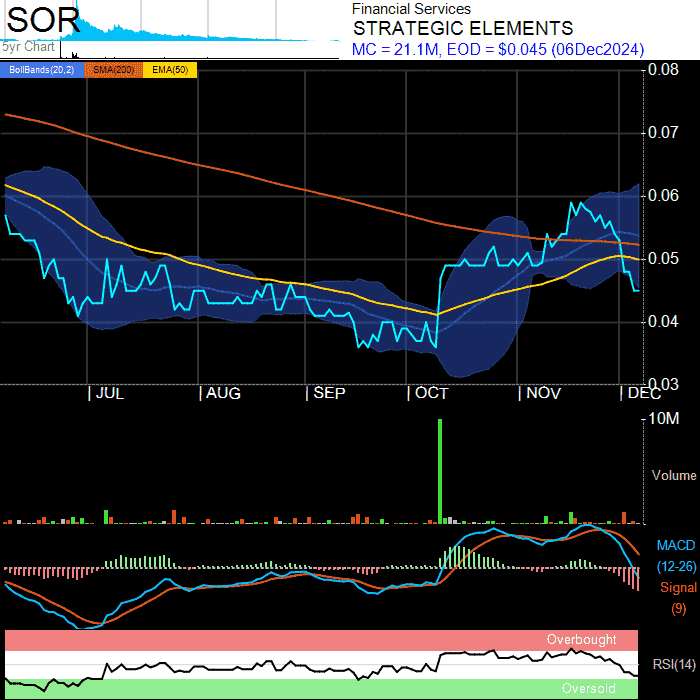 SOR
5yr Chart
Financial Services
STRATEGIC ELEMENTS
MC = 21.1M, EOD = $0.045 (06Dec2024)
BollBands(20,2) SMA(200) EMA(50)
0.08
0.07
0.06
0.05
0.04
0.03
JUL AUG SEP OCT NOV DEC
10M
Volume
MACD
(12-26)
Signal
(9)
Overbought
RSI(14)
Oversold